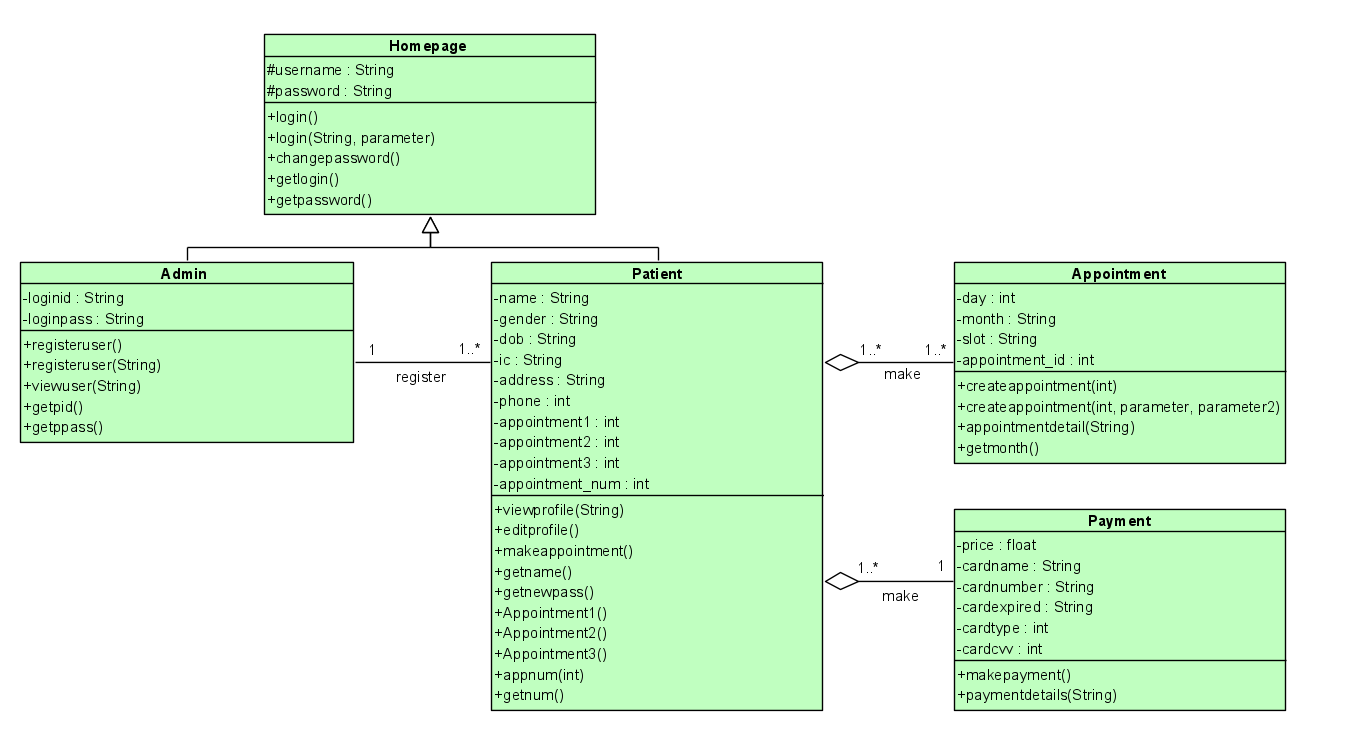 Homepage
#username : String
#password : String
+login()
+login(String, parameter)
+changepassword()
+getlogin()
+getpassword()
Admin
-loginid : String
-loginpass : String
+registeruser()
+registeruser(String)
+viewuser(String)
+getpid()
+getppass()
1
1..*
register
Patient
-name : String
-gender : String
-dob : String
-ic : String
-address : String
-phone : int
-appointment1 : int
-appointment2 : int
-appointment3 : int
-appointment_num : int
+viewprofile(String)
+editprofile()
+makeappointment()
+getname()
+getnewpass()
+Appointment1()
+Appointment2()
+Appointment3()
+appnum(int)
+getnum()
1..*
1..*
make
Appointment
-day : int
-month : String
-slot : String
-appointment_id : int
+createappointment(int)
+createappointment(int, parameter, parameter2)
+appointmentdetail(String)
+getmonth()
1..*
1
make
Payment
-price : float
-cardname : String
-cardnumber : String
-cardexpired : String
-cardtype : int
-cardcvv : int
+makepayment()
+paymentdetails(String)